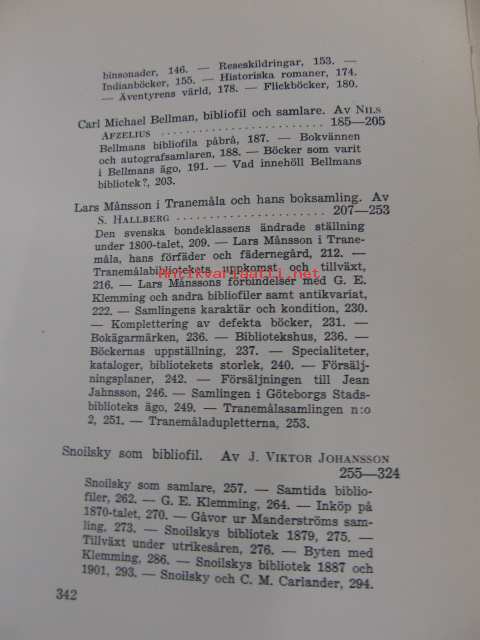 binsonader, 146. — Reseskildringar, 153. —
Indianböcker, 155. — Historiska romaner, 174.
— Äventyrens värld, 178. — Flickböcker, 180.
Carl Michael Bellman, bibliofil och samlare. Av NILS
AFZELIUS ........................ 185—205
Bellmans bibliofila påbrå, 187. — Bokvännen
och autografsamlaren, 188. — Böcker som varit
i Bellmans ägo, 191. — Vad innehöll Bellmans
bibliotek?, 203.
Lars Månsson i Tranemåla och hans boksamling. Av
S. HALLBERG ...................... 207—253
Den svenska bondeklassens ändrade ställning
under 1800-talet, 209. — Lars Månsson i Trane-
måla, hans förfäder och fädernegård, 212. —
Tranemålabibliotekets uppkomst och tillväxt,
antikvariaatti.net
216. — Lars Månssons förbindelser med G. E.
Klemming och andra bibliofiler samt antikvariat,
222. — Samlingens karaktär och kondition, 230.
— Komplettering av defekta böcker, 231. —
Bokägarmärken, 236. — Bibliotekshus, 236. —
Böckernas uppställning, 237. — Specialiteter,
kataloger, bibliotekets storlek, 240. — Försälj-
ningsplaner, 242. — Försäljningen till Jean
Jahnsson, 246. — Samlingen i Göteborgs Stads-
biblioteks ägo, 249. — Tranemålasamlingen n:o
2, 251. — Tranemåladupletterna, 253.
Snoilsky som bibliofil. Av J. VIKTOR JOHANSSON
255—324
Snoilsky som samlare, 257. — Samtida biblio-
filer, 262. — G. E. Klemming, 264. — Inköp på
1870-talet, 270. — Gåvor ur Manderströms sam-
ling, 273. — Snoilskys bibliotek 1879, 275. —
Tillväxt under utrikesåren, 276. — Byten med
Klemming, 286. — Snoilskys bibliotek 1887 och
1901, 293. — Snoilsky och C. M. Carlander, 294.
342